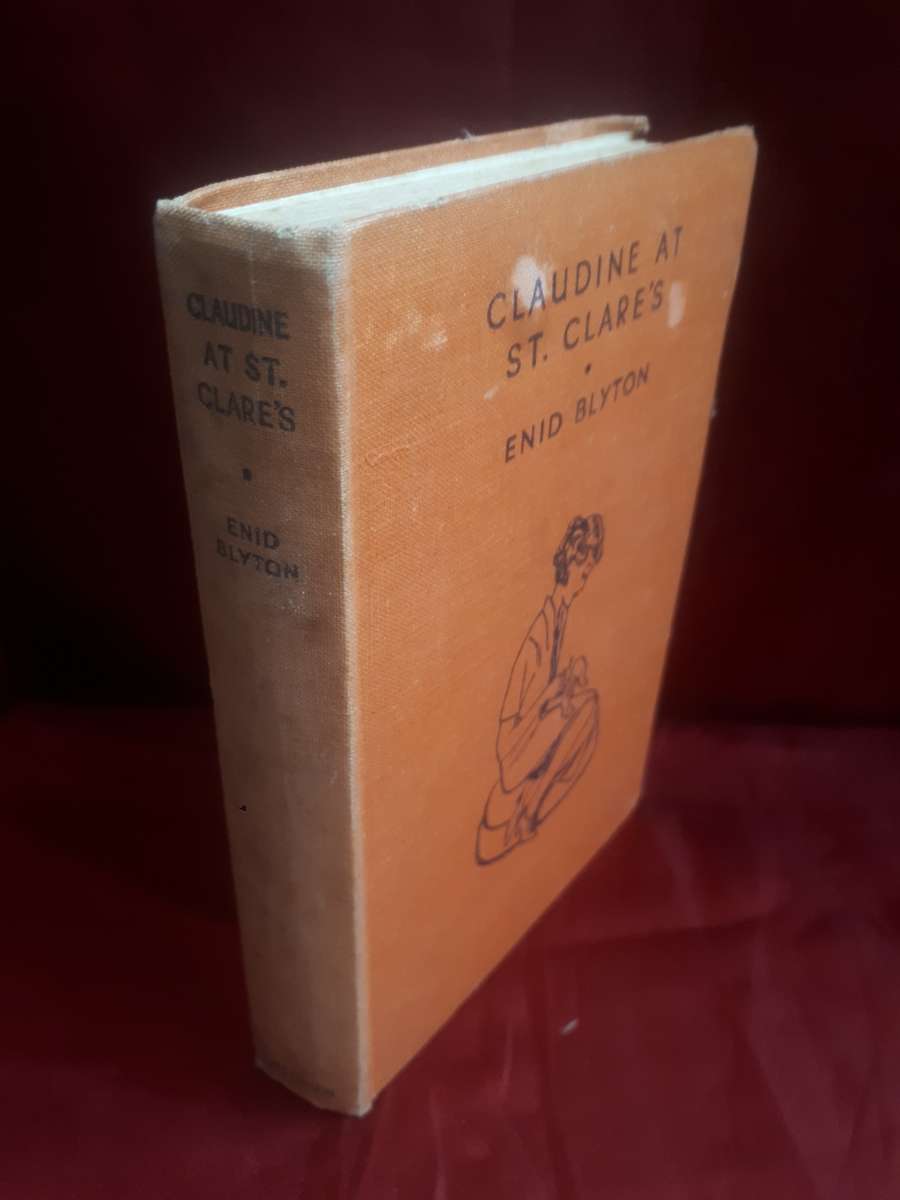 CLAUDINE
AT ST.
CLARE'S
•
ENID
BLYTON
CLAUDINE AT
ST. CLARE'S
•
ENID BLYTON